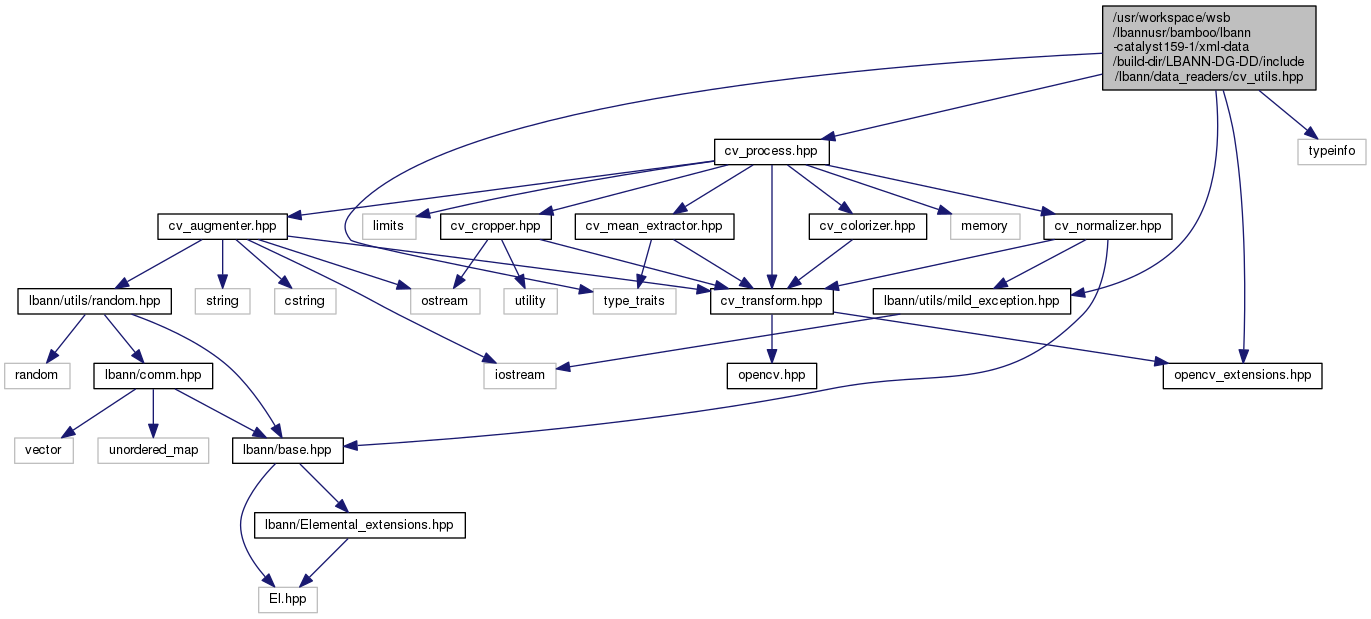 /usr/workspace/wsb
/lbannusr/bamboo/lbann
-catalyst159-1/xml-data
/build-dir/LBANN-DG-DD/include
/lbann/data_readers/cv_utils.hpp
cv_process.hpp
typeinfo
cv_augmenter.hpp
limits
cv_cropper.hpp
cv_mean_extractor.hpp
cv_colorizer.hpp
memory
cv_normalizer.hpp
lbann/utils/random.hpp
string
cstring
ostream
utility
type_traits
cv_transform.hpp
lbann/utils/mild_exception.hpp
random
lbann/comm.hpp
iostream
opencv.hpp
opencv_extensions.hpp
vector
unordered_map
lbann/base.hpp
lbann/Elemental_extensions.hpp
El.hpp